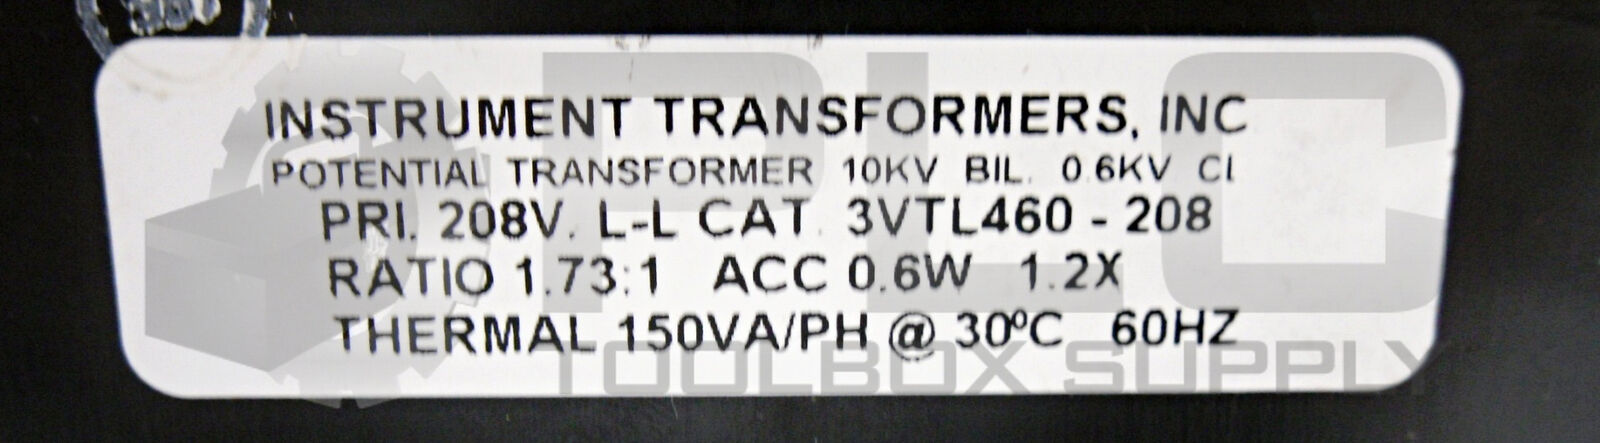 INSTRUMENT TRANSFORMERS, INC
POTENTIAL TRANSFORMER 10KV BIL. 0.6KV CL
PRI. 208V. L-L CAT. 3VTL460 - 208
RATIO 1.73:1 ACC 0.6W 1.2X
THERMAL 150VA/PH @ 30ºC 60HZ
PLC
TOOLBOX SUPPLY